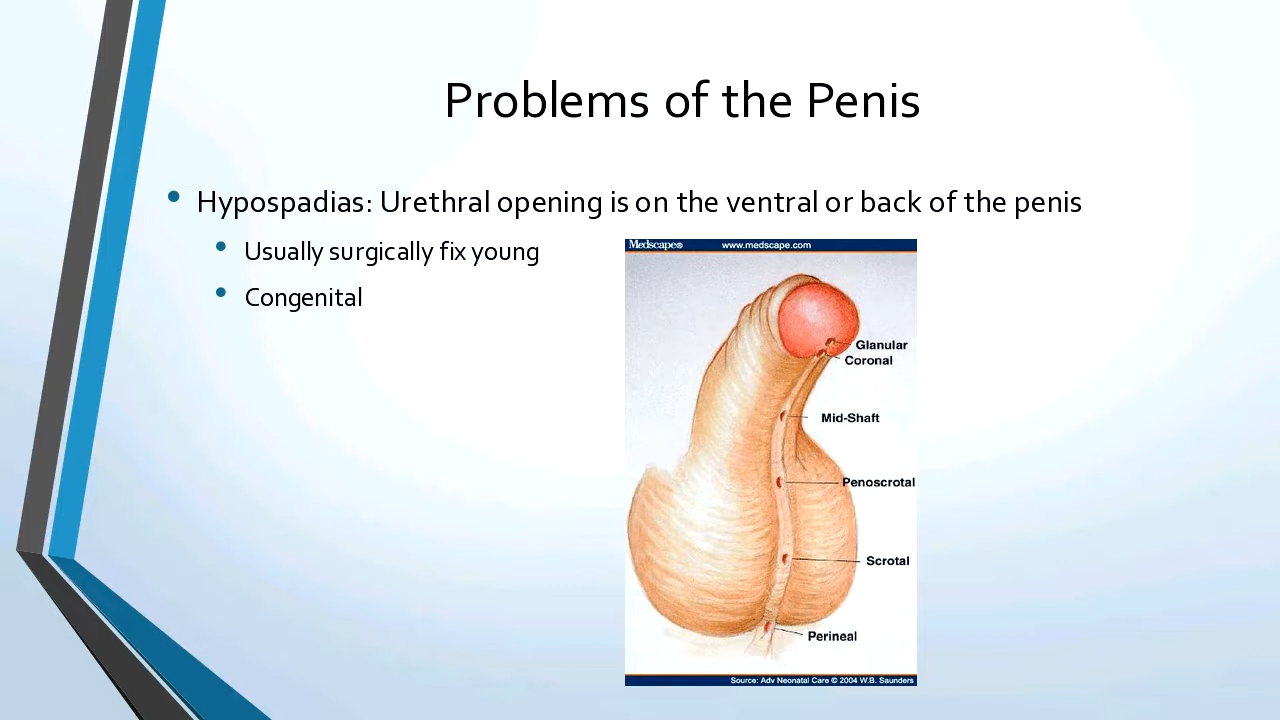 Problems of the Penis
• Hypospadias: Urethral opening is on the ventral or back of the penis
• Usually surgically fix young
• Congenital
Medscape® www.medscape.com
Glanular
Coronal
Mid-Shaft
Penoscrotal
Scrotal
Perineal
Source: Adv Neonatal Care © 2004 W.B. Saunders